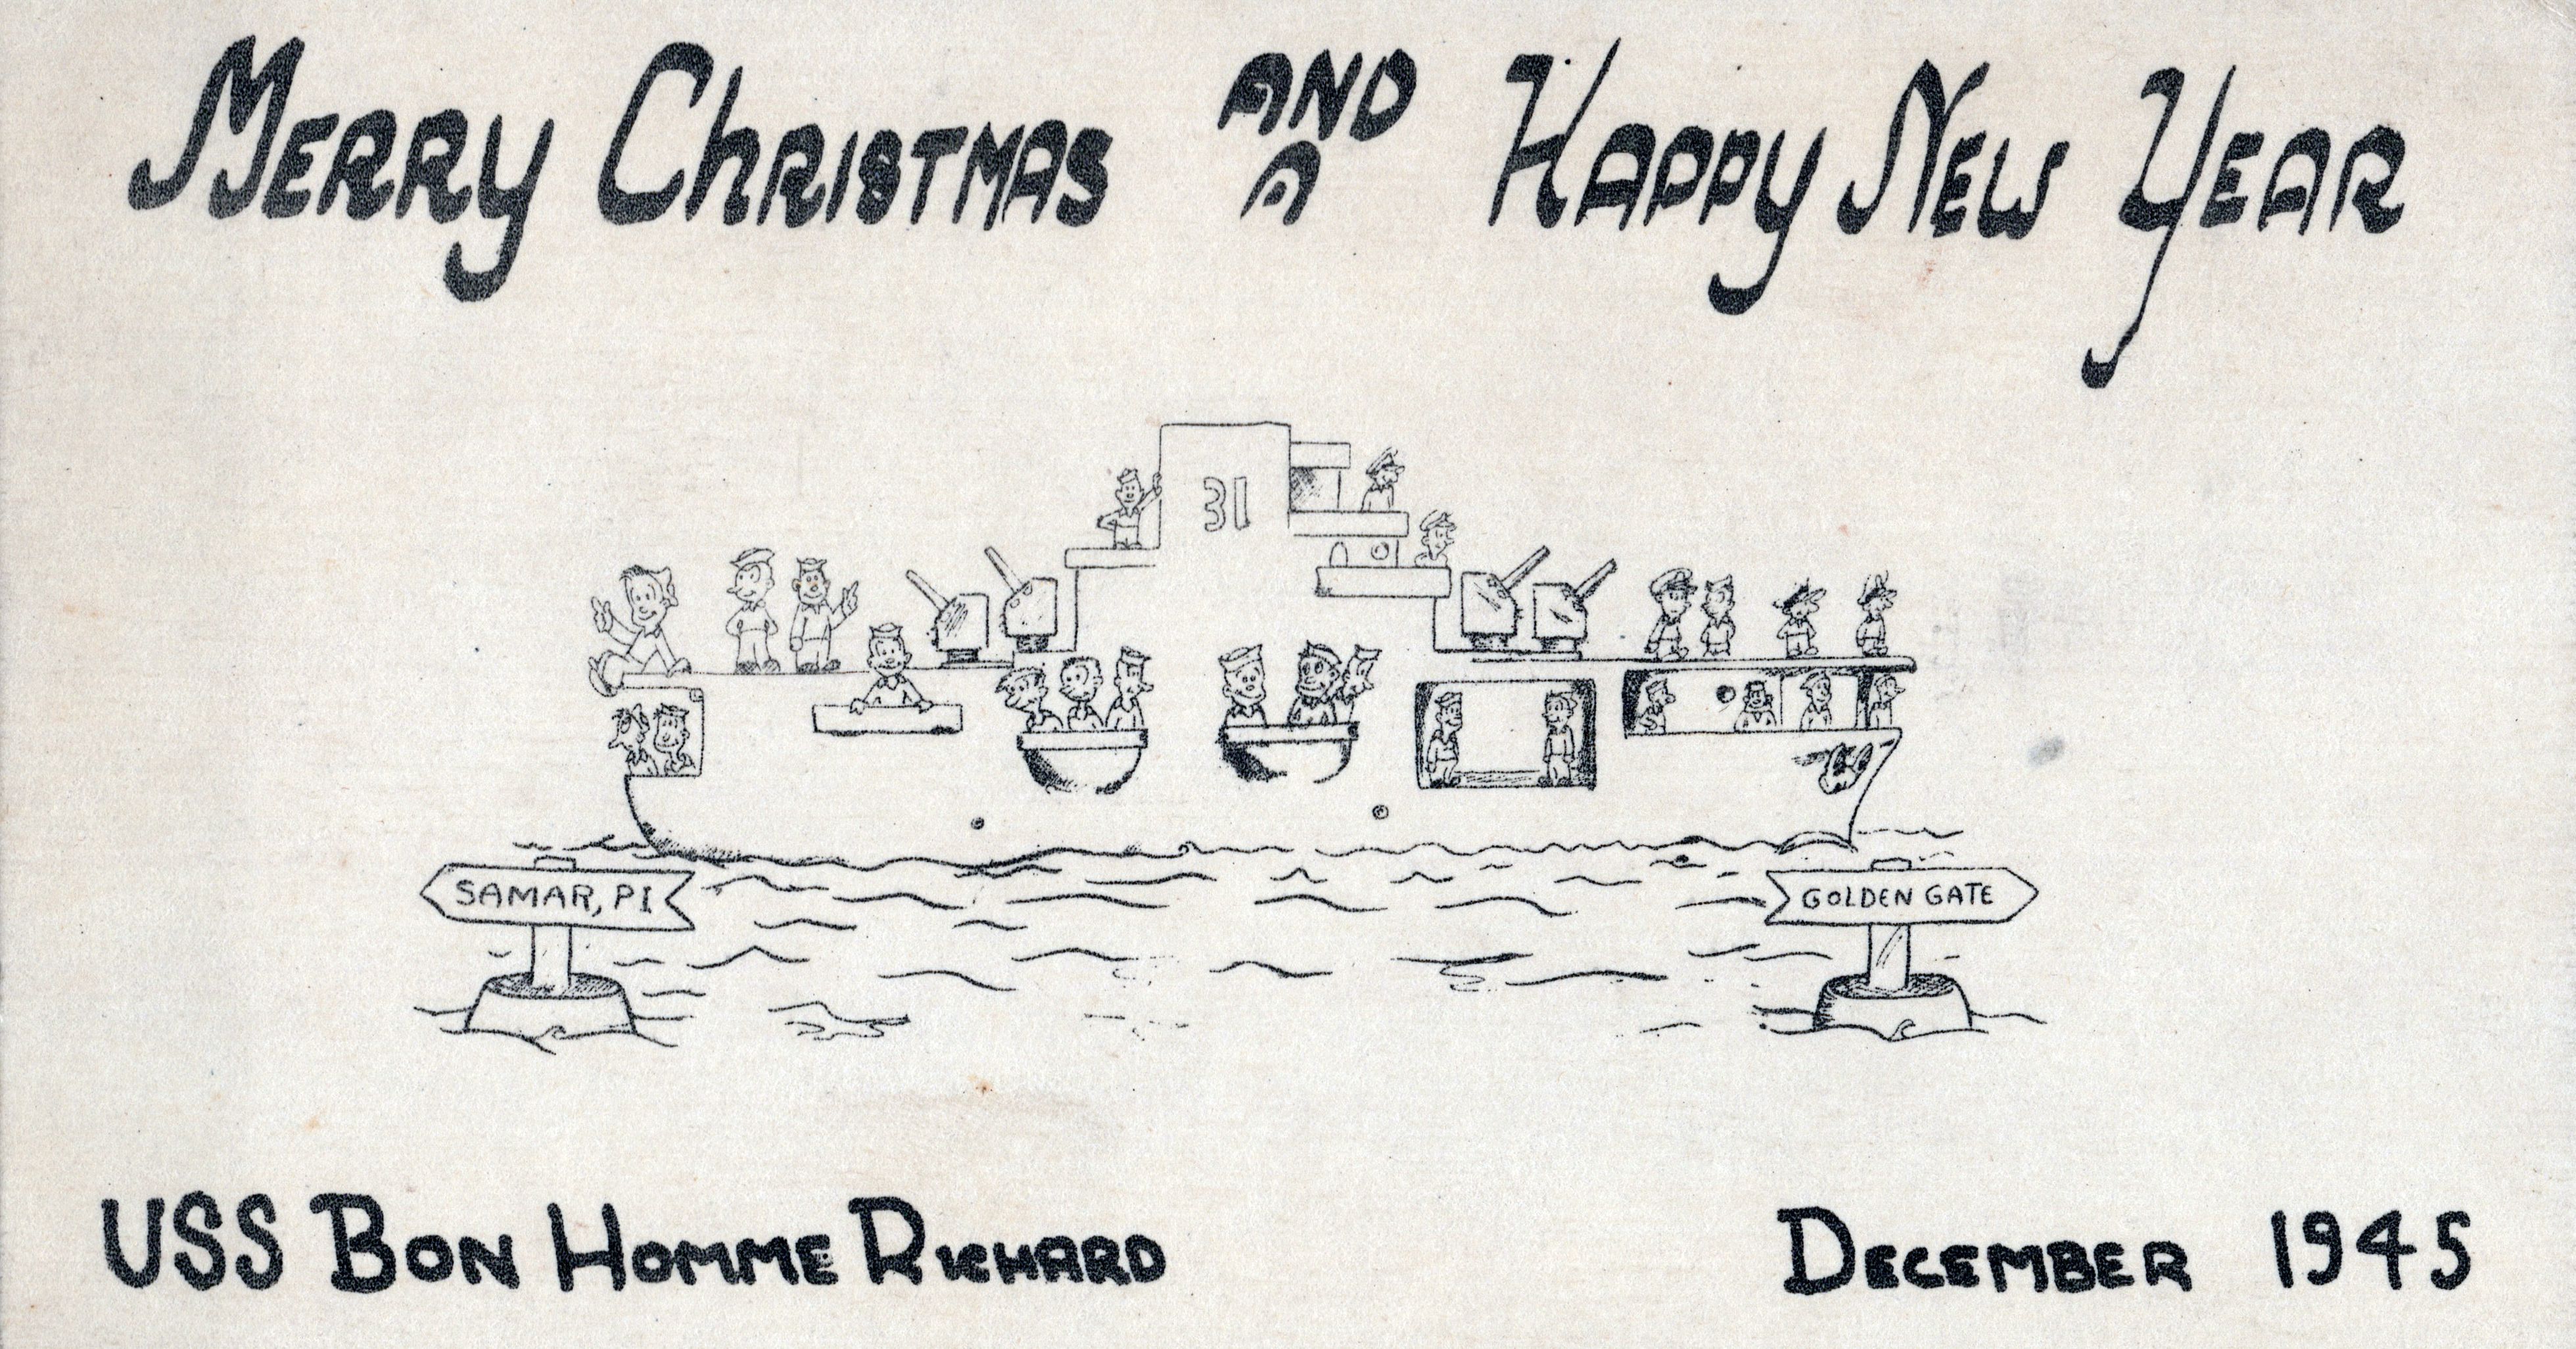 MERRY CHRISTMAS AND A HAPPY NEW YEAR
31
SAMAR, PI
GOLDEN GATE
USS BON HOMME RICHARD
DECEMBER 1945